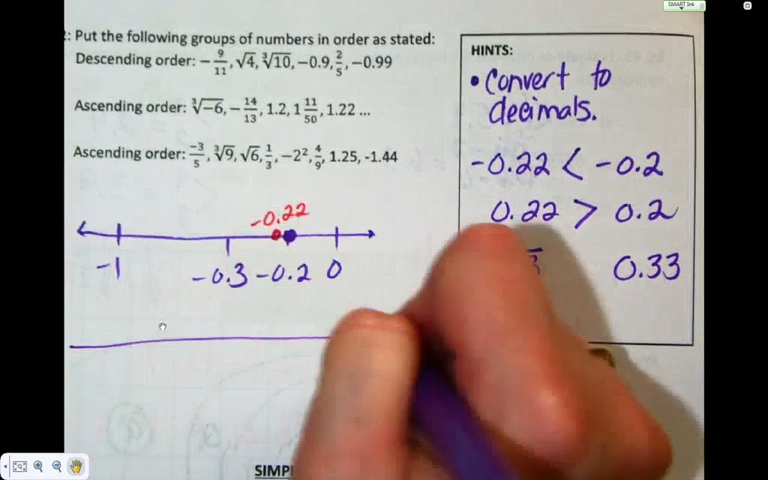 SMART Ink
: Put the following groups of numbers in order as stated:
Descending order: -9/11, √4, ∛10, -0.9, 2/5, -0.99
Ascending order: ∛-6, -14/13, 1.2, 1 11/50, 1.22 ...
Ascending order: -3/5, ∛9, √6, 1/3, -2², 4/9, 1.25, -1.44
-0.22
-1 -0.3 -0.2 0
HINTS:
• Convert to
decimals.
-0.22 < -0.2
0.22 > 0.2
0.33
SIMP